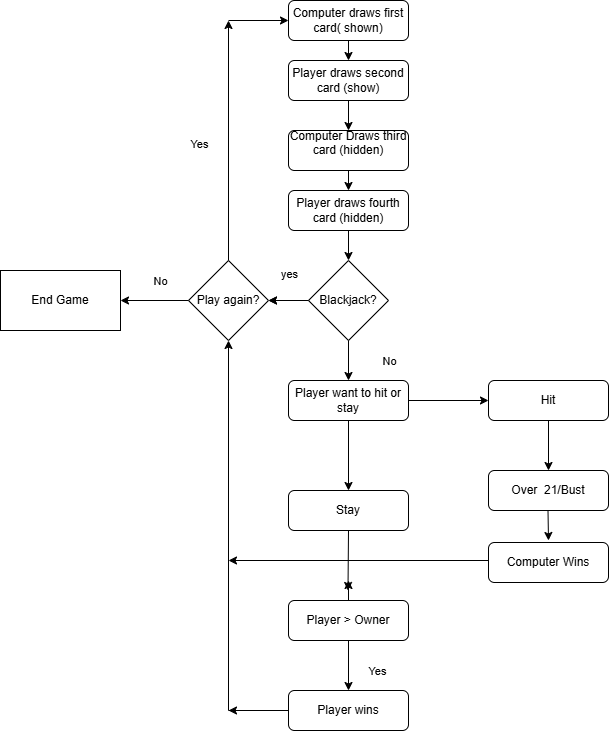 Computer draws first
card( shown)
Player draws second
card (show)
Yes
Computer Draws third
card (hidden)
Player draws fourth
card (hidden)
End Game
No
Play again?
yes
Blackjack?
No
Player want to hit or
stay
Hit
Over  21/Bust
Stay
Computer Wins
Player > Owner
Yes
Player wins